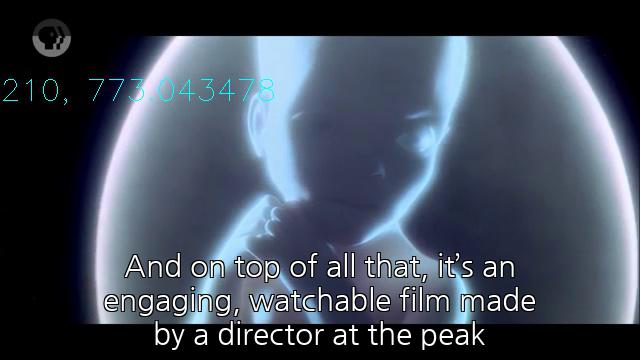 210, 773.043478
And on top of all that, it's an
engaging, watchable film made
by a director at the peak